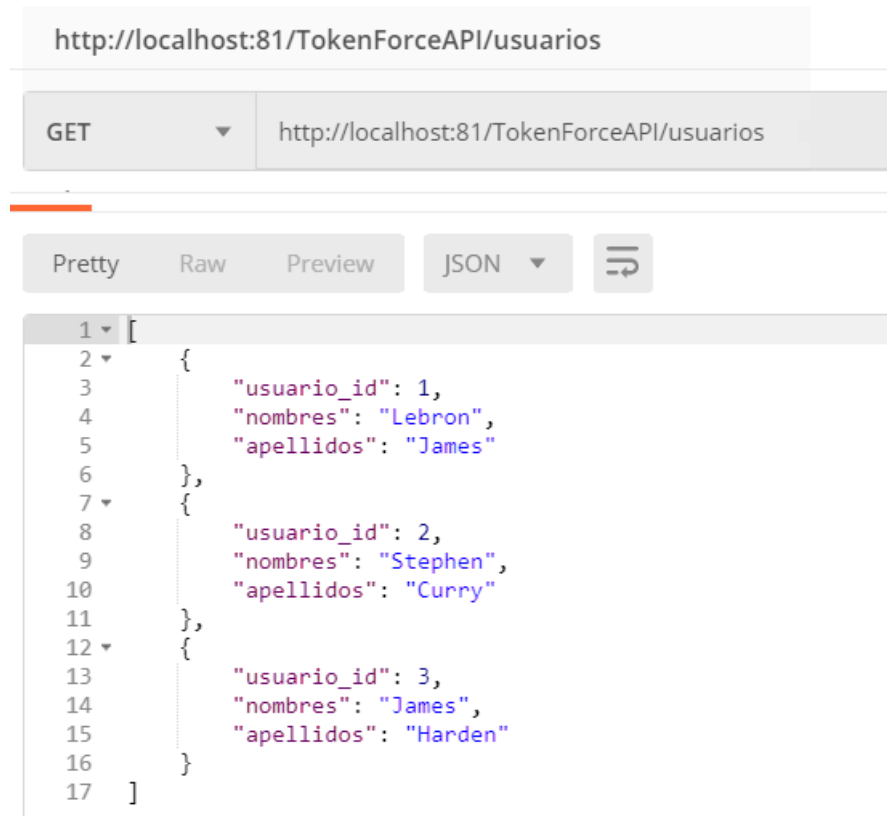 http://localhost:81/TokenForceAPI/usuarios
GET http://localhost:81/TokenForceAPI/usuarios
Pretty Raw Preview JSON
1 [
2 {
3 "usuario_id": 1,
4 "nombres": "Lebron",
5 "apellidos": "James"
6 },
7 {
8 "usuario_id": 2,
9 "nombres": "Stephen",
10 "apellidos": "Curry"
11 },
12 {
13 "usuario_id": 3,
14 "nombres": "James",
15 "apellidos": "Harden"
16 }
17 ]